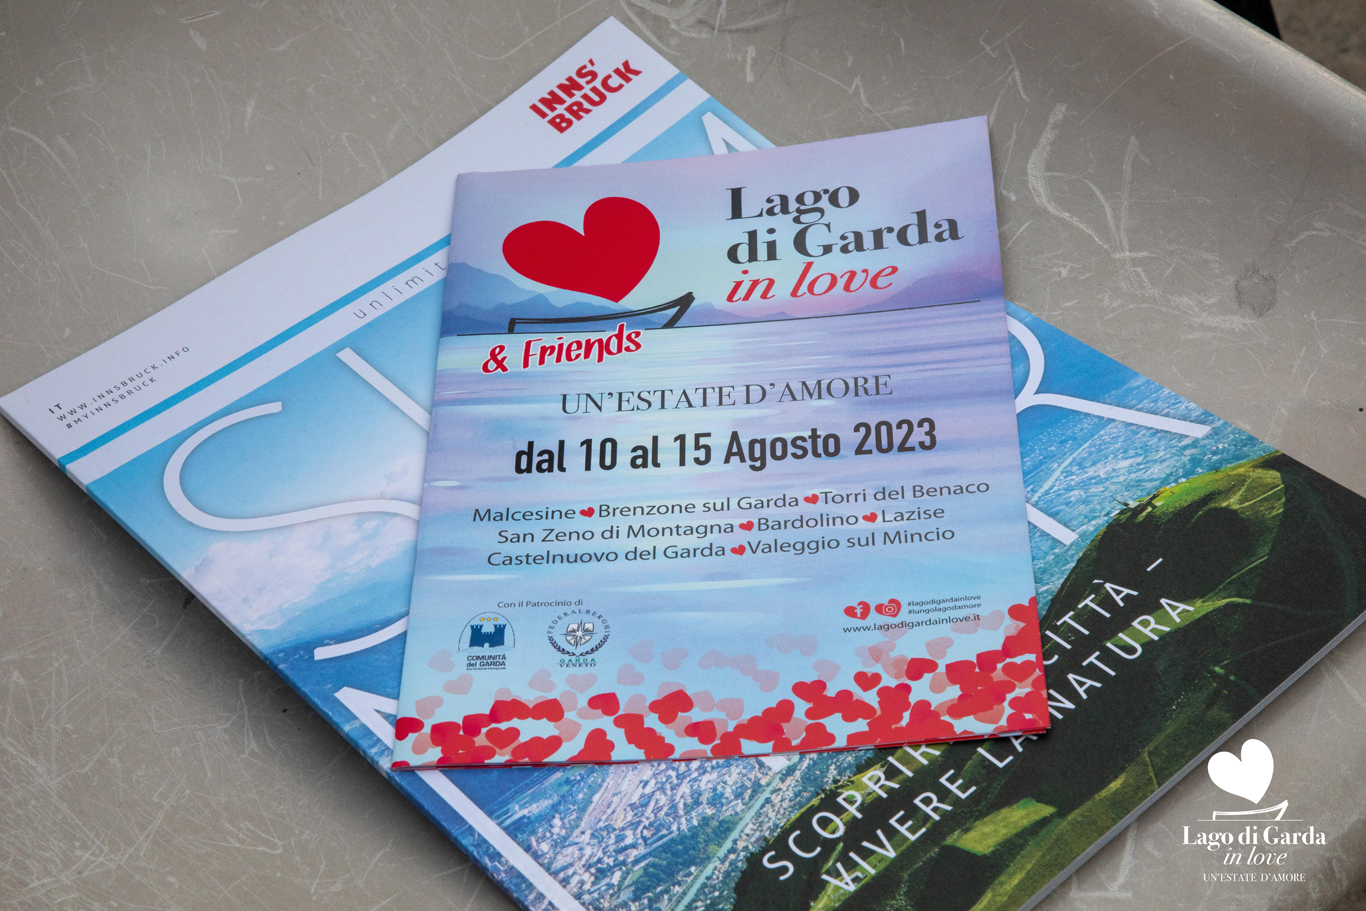 INNS'
BRUCK
unlimit
IT
WWW.INNSBRUCK.INFO
#MYINNSBRUCK
Lago
di Garda
in love
& Friends
UN'ESTATE D'AMORE
dal 10 al 15 Agosto 2023
Malcesine Brenzone sul Garda Torri del Benaco
San Zeno di Montagna Bardolino Lazise
Castelnuovo del Garda Valeggio sul Mincio
Con il Patrocinio di
COMUNITÀ
del GARDA
FEDERALBERGHI
GARDA
VENETO
#lagodigardainlove
#lungolagodamore
www.lagodigardainlove.it
SCOPRIR CITTÀ –
VIVERE LA NATURA
Lago di Garda
in love
UN'ESTATE D'AMORE